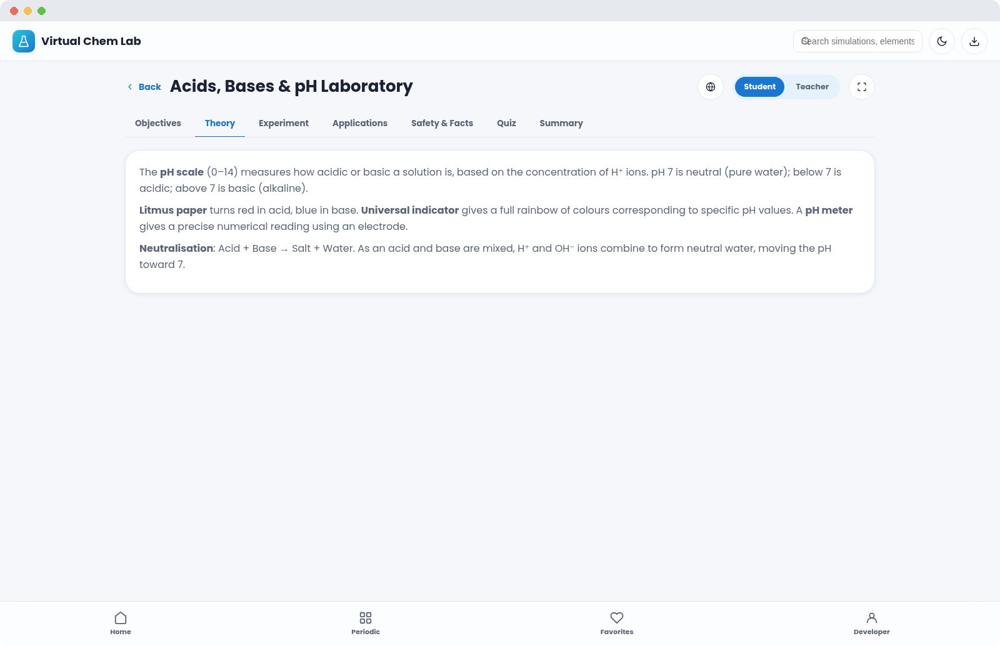 Virtual Chem Lab
Search simulations, elements
Back
Acids, Bases & pH Laboratory
Student
Teacher
Objectives
Theory
Experiment
Applications
Safety & Facts
Quiz
Summary
The pH scale (0–14) measures how acidic or basic a solution is, based on the concentration of H⁺ ions. pH 7 is neutral (pure water); below 7 is
acidic; above 7 is basic (alkaline).
Litmus paper turns red in acid, blue in base. Universal indicator gives a full rainbow of colours corresponding to specific pH values. A pH meter
gives a precise numerical reading using an electrode.
Neutralisation: Acid + Base → Salt + Water. As an acid and base are mixed, H⁺ and OH⁻ ions combine to form neutral water, moving the pH
toward 7.
Home
Periodic
Favorites
Developer